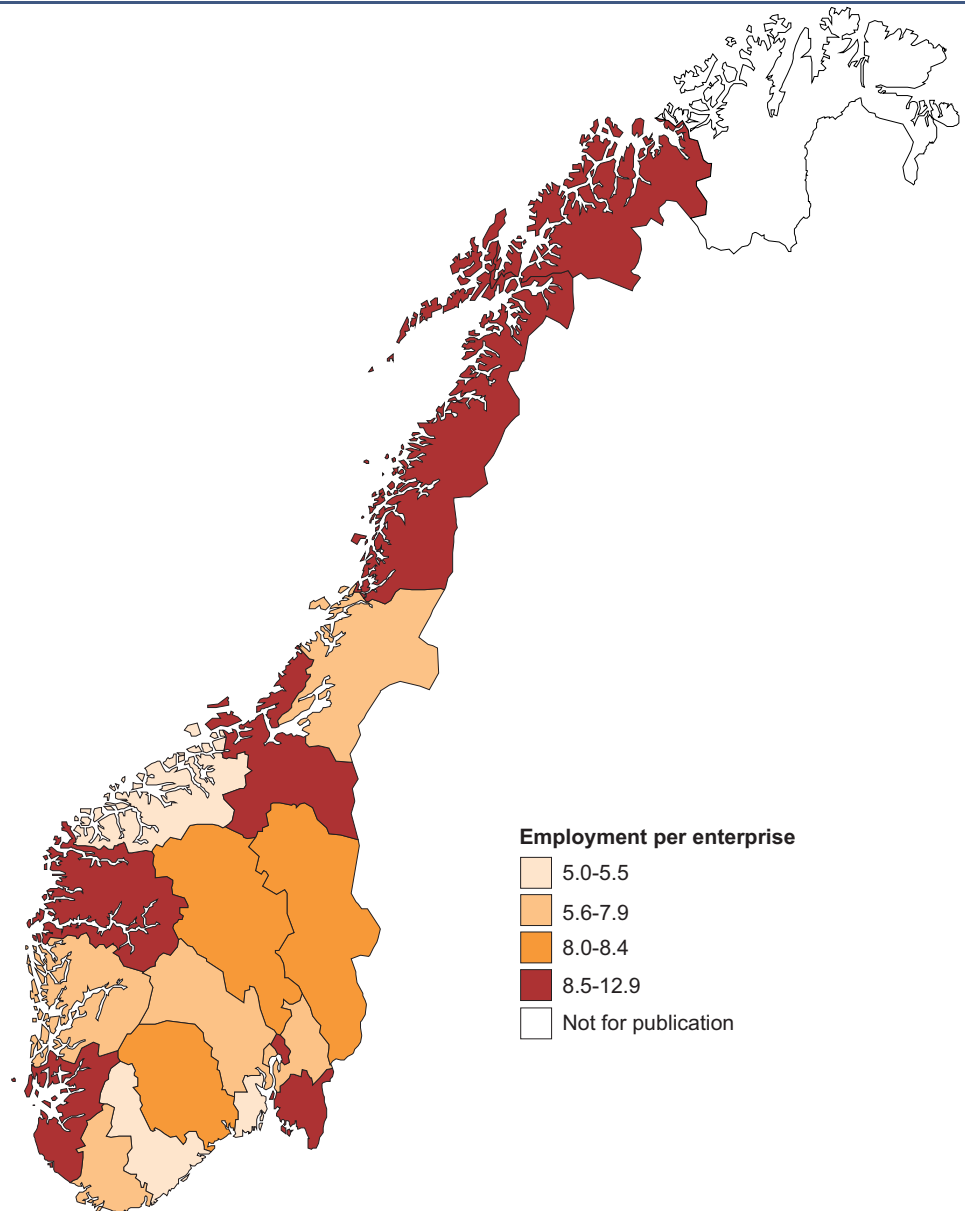 Employment per enterprise
5.0-5.5
5.6-7.9
8.0-8.4
8.5-12.9
Not for publication